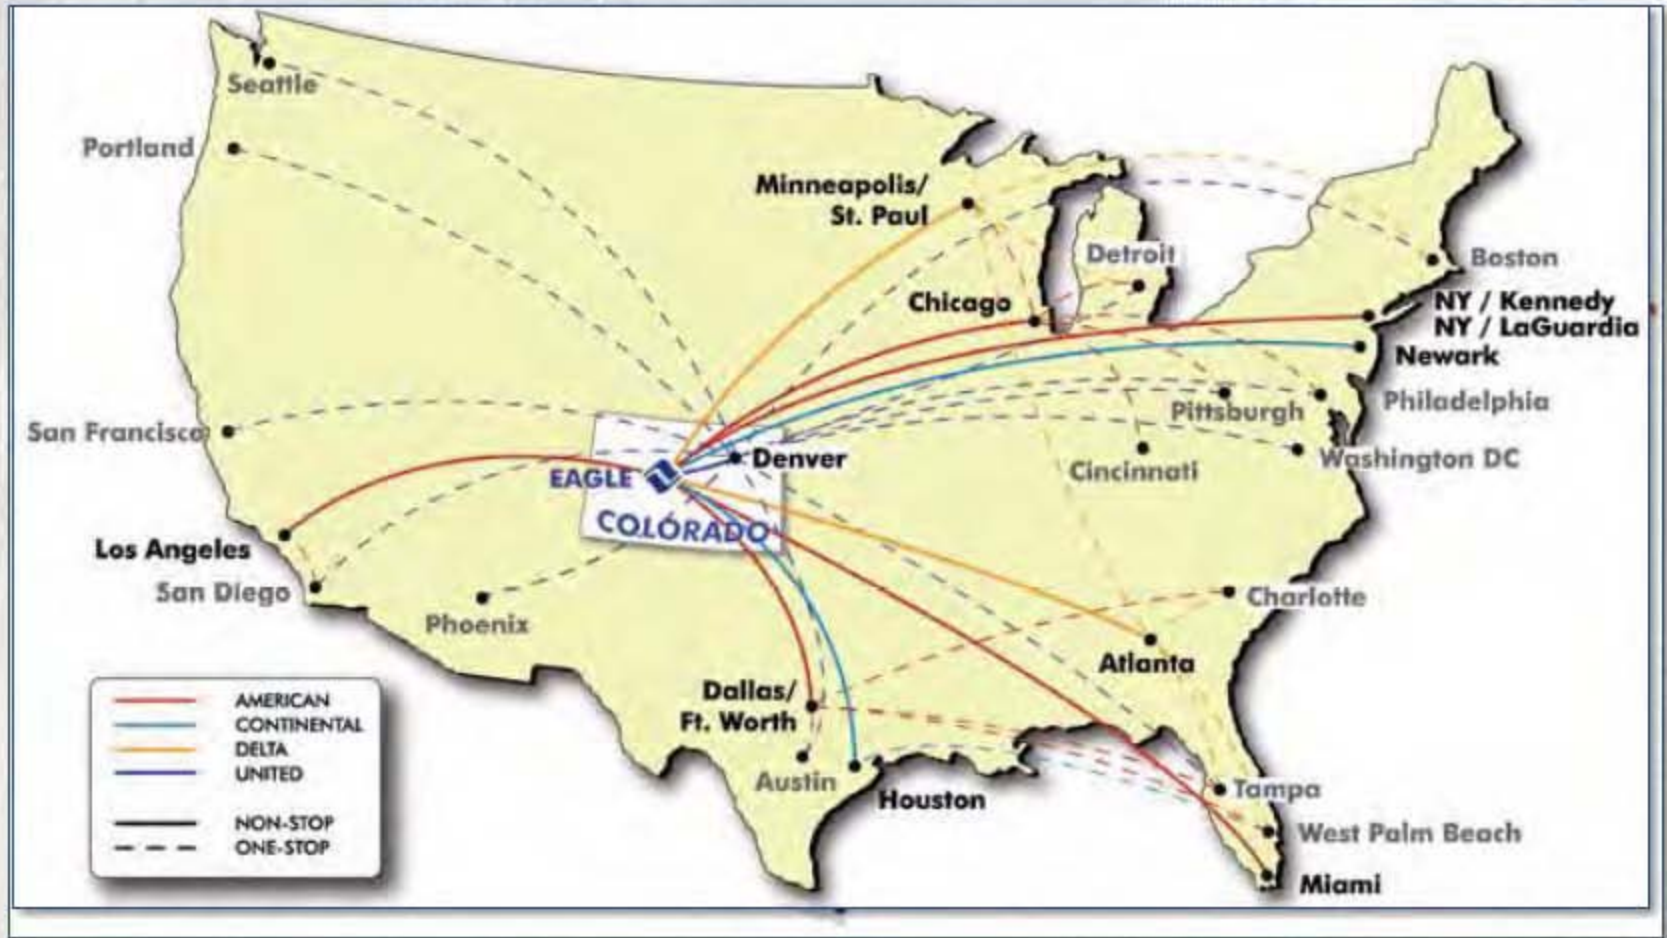 Seattle
Portland
Minneapolis/
St. Paul
Detroit
Boston
Chicago
NY / Kennedy
NY / LaGuardia
Newark
Pittsburgh
Philadelphia
San Francisco
Denver
EAGLE
Cincinnati
Washington DC
COLORADO
Los Angeles
San Diego
Phoenix
Charlotte
Atlanta
Dallas/
Ft. Worth
Austin
Houston
Tampa
West Palm Beach
Miami
AMERICAN
CONTINENTAL
DELTA
UNITED
NON-STOP
ONE-STOP